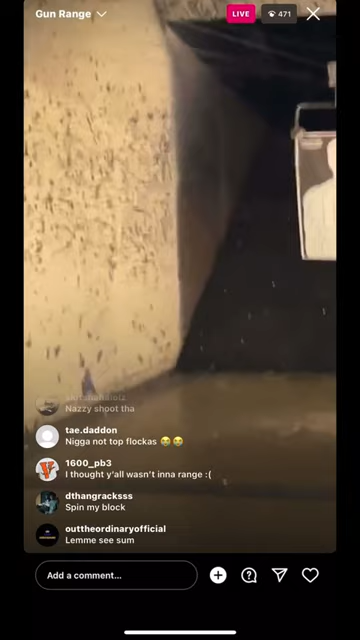 Gun Range
LIVE
471
Nazzy shoot tha
tae.daddon
Nigga not top flockas 😭😭
1600_pb3
I thought y'all wasn't inna range :(
dthangracksss
Spin my block
outtheordinaryofficial
Lemme see sum
Add a comment...